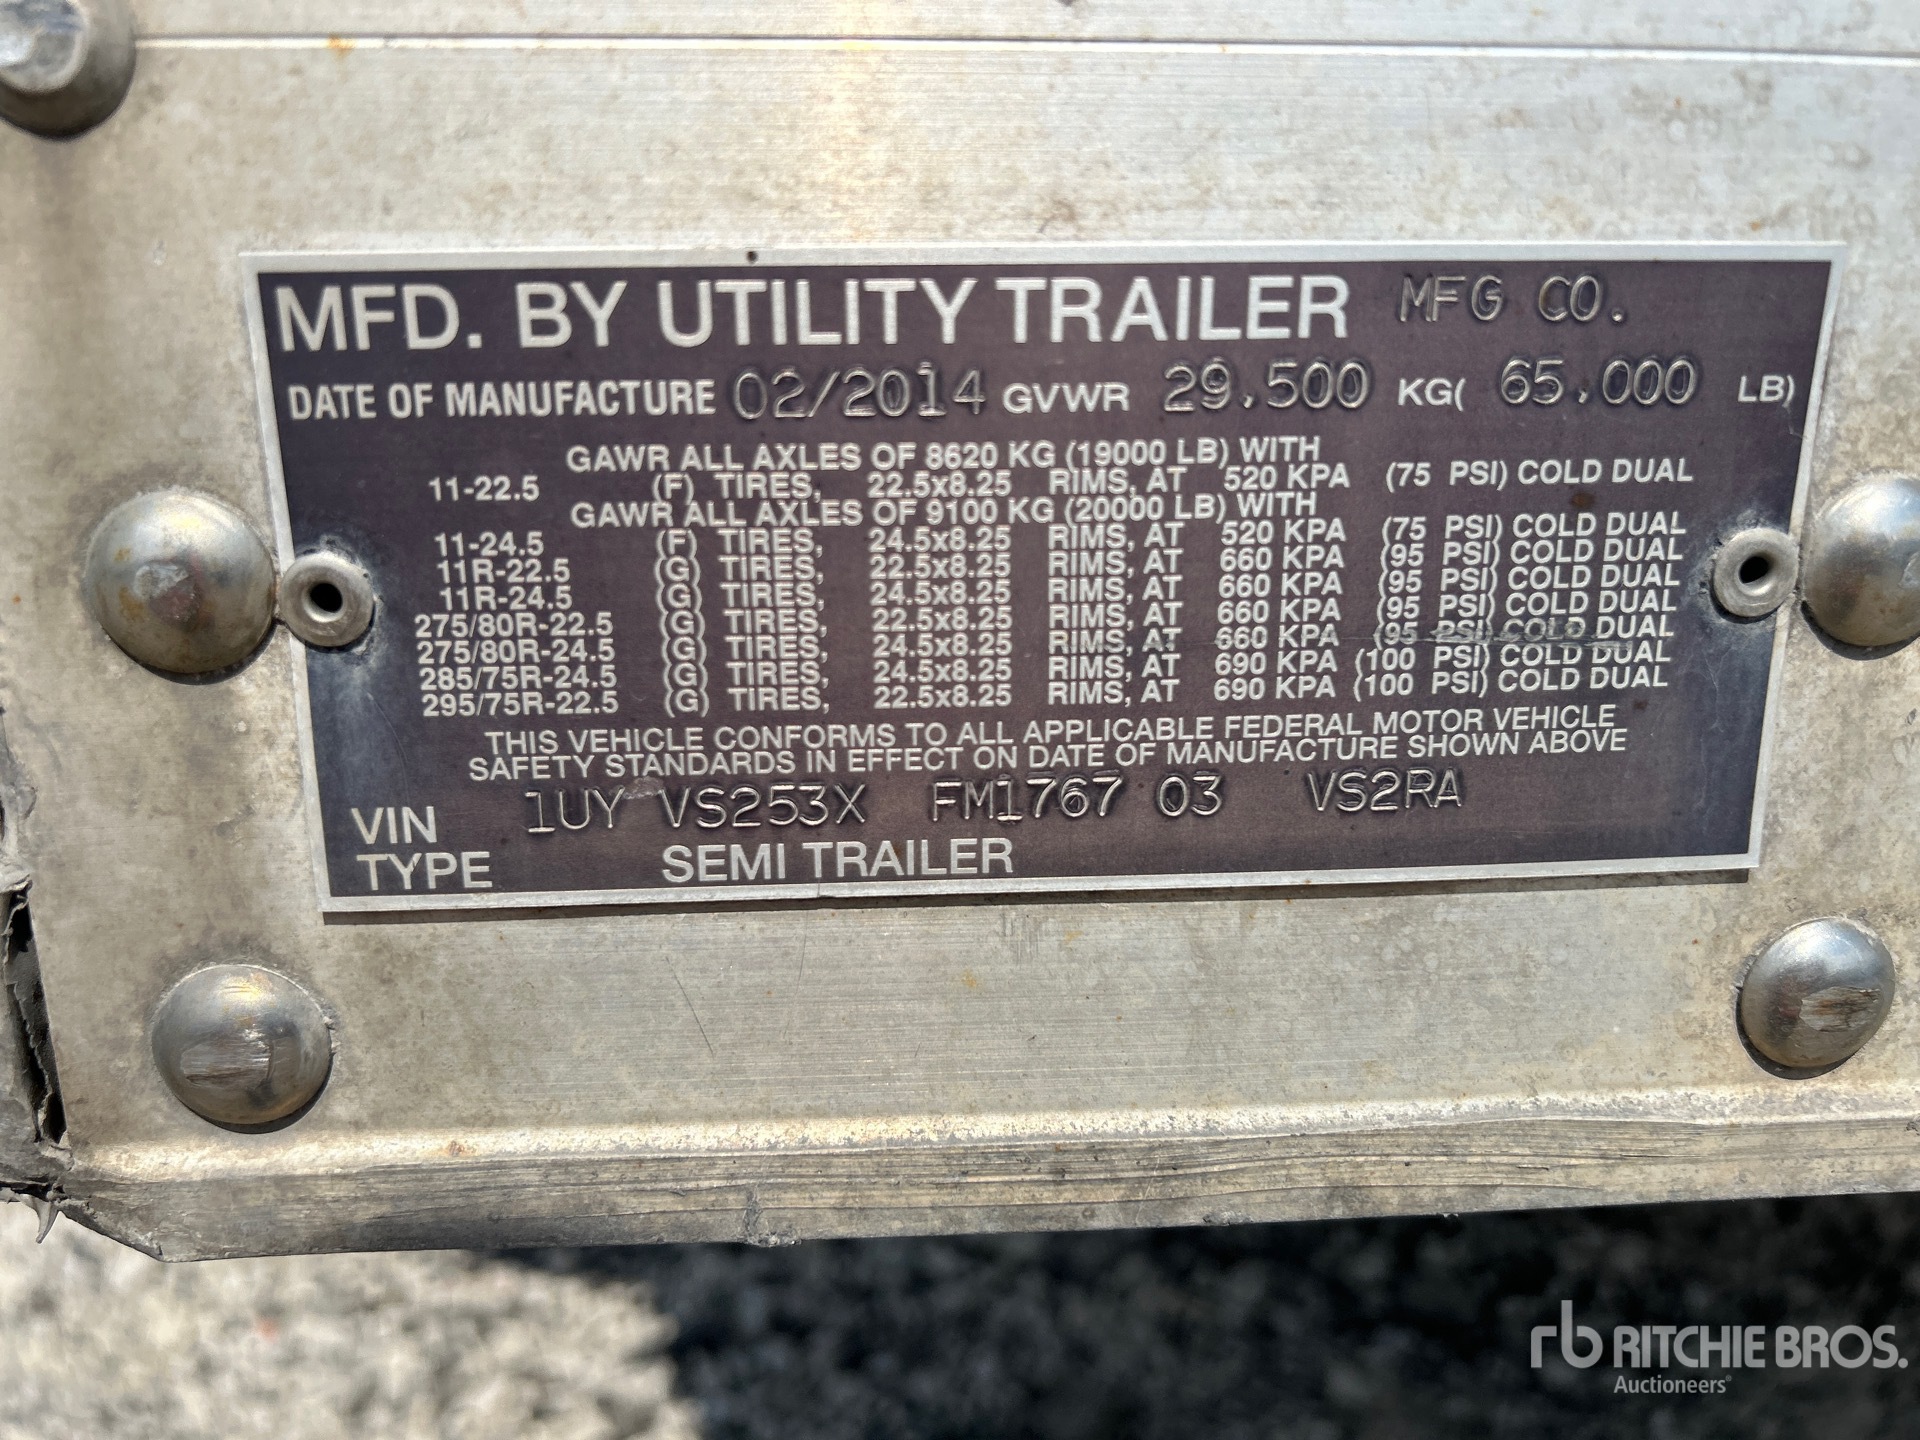 MFD. BY UTILITY TRAILER MFG CO.
DATE OF MANUFACTURE 02/2014 GVWR 29,500 KG( 65,000 LB)
GAWR ALL AXLES OF 8620 KG (19000 LB) WITH
11-22.5 (F) TIRES, 22.5x8.25 RIMS, AT 520 KPA (75 PSI) COLD DUAL
GAWR ALL AXLES OF 9100 KG (20000 LB) WITH
11-24.5 (F) TIRES, 24.5x8.25 RIMS, AT 520 KPA (75 PSI) COLD DUAL
11R-22.5 (G) TIRES, 22.5x8.25 RIMS, AT 660 KPA (95 PSI) COLD DUAL
11R-24.5 (G) TIRES, 24.5x8.25 RIMS, AT 660 KPA (95 PSI) COLD DUAL
275/80R-22.5 (G) TIRES, 22.5x8.25 RIMS, AT 660 KPA (95 PSI) COLD DUAL
275/80R-24.5 (G) TIRES, 24.5x8.25 RIMS, AT 660 KPA (95 PSI) COLD DUAL
285/75R-24.5 (G) TIRES, 24.5x8.25 RIMS, AT 690 KPA (100 PSI) COLD DUAL
295/75R-22.5 (G) TIRES, 22.5x8.25 RIMS, AT 690 KPA (100 PSI) COLD DUAL
THIS VEHICLE CONFORMS TO ALL APPLICABLE FEDERAL MOTOR VEHICLE
SAFETY STANDARDS IN EFFECT ON DATE OF MANUFACTURE SHOWN ABOVE
VIN 1UY VS253X FM1767 03 VS2RA
TYPE SEMI TRAILER
rb RITCHIE BROS.
Auctioneers